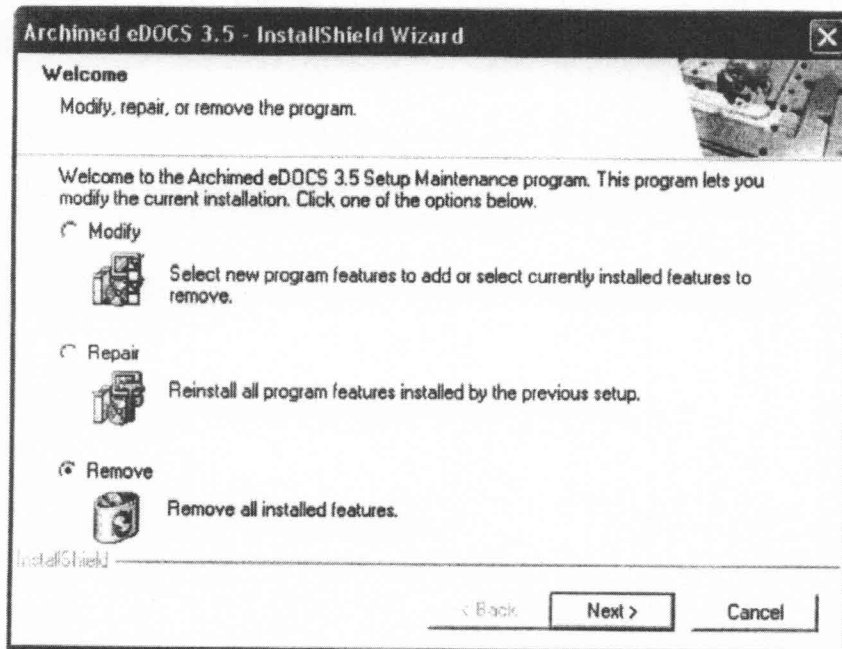 Archimed eDOCS 3.5 - InstallShield Wizard
Welcome
Modify, repair, or remove the program.
Welcome to the Archimed eDOCS 3.5 Setup Maintenance program. This program lets you
modify the current installation. Click one of the options below.
Modify
Select new program features to add or select currently installed features to
remove.
Repair
Reinstall all program features installed by the previous setup.
Remove
Remove all installed features.
InstallShield
< Back Next > Cancel